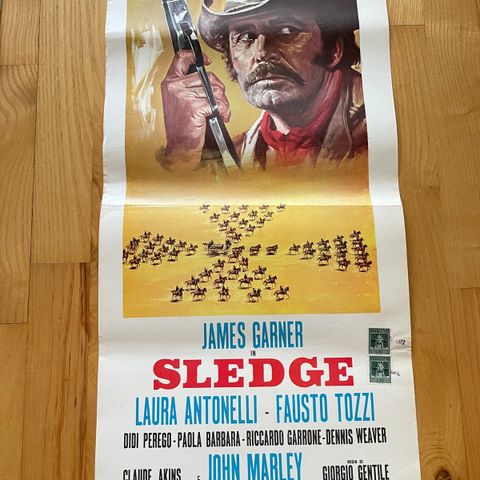 JAMES GARNER
in
SLEDGE
LAURA ANTONELLI - FAUSTO TOZZI
DIDI PEREGO - PAOLA BARBARA - RICCARDO GARRONE - DENNIS WEAVER
CLAUDE AKINS e JOHN MARLEY
REGIA DI
GIORGIO GENTILE